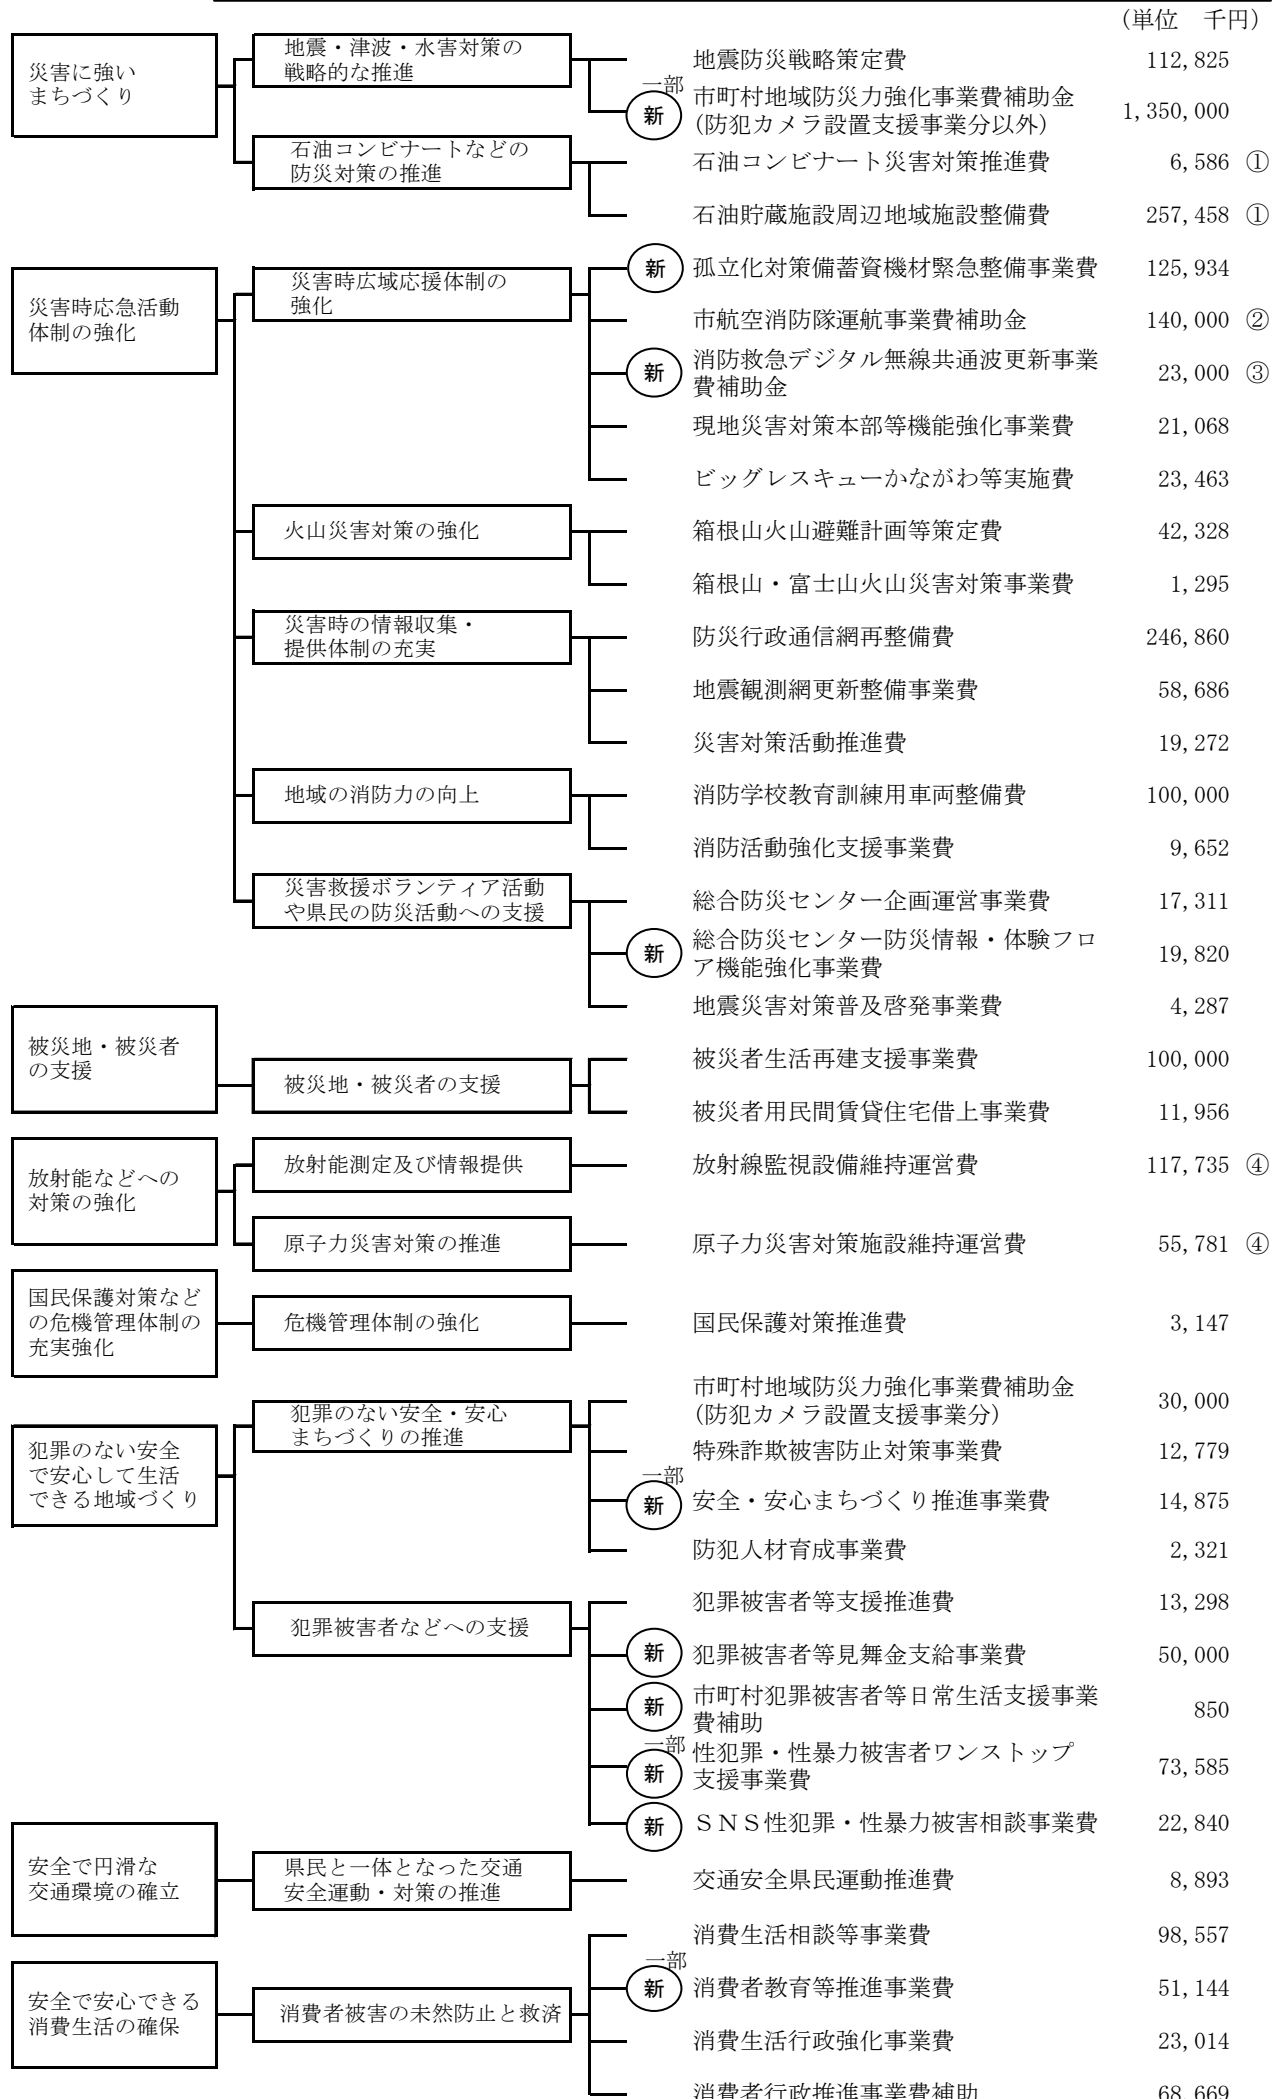 (単位　千円)
災害に強い
まちづくり
地震・津波・水害対策の
戦略的な推進
地震防災戦略策定費　112,825
一部
新　市町村地域防災力強化事業費補助金
(防犯カメラ設置支援事業分以外)　1,350,000
石油コンビナートなどの
防災対策の推進
石油コンビナート災害対策推進費　6,586　①
石油貯蔵施設周辺地域施設整備費　257,458　①
災害時応急活動
体制の強化
災害時広域応援体制の
強化
新　孤立化対策備蓄資機材緊急整備事業費　125,934
市航空消防隊運航事業費補助金　140,000　②
新　消防救急デジタル無線共通波更新事業
費補助金　23,000　③
現地災害対策本部等機能強化事業費　21,068
ビッグレスキューかながわ等実施費　23,463
火山災害対策の強化
箱根山火山避難計画等策定費　42,328
箱根山・富士山火山災害対策事業費　1,295
災害時の情報収集・
提供体制の充実
防災行政通信網再整備費　246,860
地震観測網更新整備事業費　58,686
災害対策活動推進費　19,272
地域の消防力の向上
消防学校教育訓練用車両整備費　100,000
消防活動強化支援事業費　9,652
災害救援ボランティア活動
や県民の防災活動への支援
総合防災センター企画運営事業費　17,311
新　総合防災センター防災情報・体験フロ
ア機能強化事業費　19,820
地震災害対策普及啓発事業費　4,287
被災地・被災者
の支援
被災地・被災者の支援
被災者生活再建支援事業費　100,000
被災者用民間賃貸住宅借上事業費　11,956
放射能などへの
対策の強化
放射能測定及び情報提供
放射線監視設備維持運営費　117,735　④
原子力災害対策の推進
原子力災害対策施設維持運営費　55,781　④
国民保護対策など
の危機管理体制の
充実強化
危機管理体制の強化
国民保護対策推進費　3,147
犯罪のない安全
で安心して生活
できる地域づくり
犯罪のない安全・安心
まちづくりの推進
市町村地域防災力強化事業費補助金
(防犯カメラ設置支援事業分)　30,000
特殊詐欺被害防止対策事業費　12,779
一部
新　安全・安心まちづくり推進事業費　14,875
防犯人材育成事業費　2,321
犯罪被害者などへの支援
犯罪被害者等支援推進費　13,298
新　犯罪被害者等見舞金支給事業費　50,000
新　市町村犯罪被害者等日常生活支援事業
費補助　850
一部
新　性犯罪・性暴力被害者ワンストップ
支援事業費　73,585
新　ＳＮＳ性犯罪・性暴力被害相談事業費　22,840
安全で円滑な
交通環境の確立
県民と一体となった交通
安全運動・対策の推進
交通安全県民運動推進費　8,893
安全で安心できる
消費生活の確保
消費者被害の未然防止と救済
消費生活相談等事業費　98,557
一部
新　消費者教育等推進事業費　51,144
消費生活行政強化事業費　23,014
消費者行政推進事業費補助　68,669